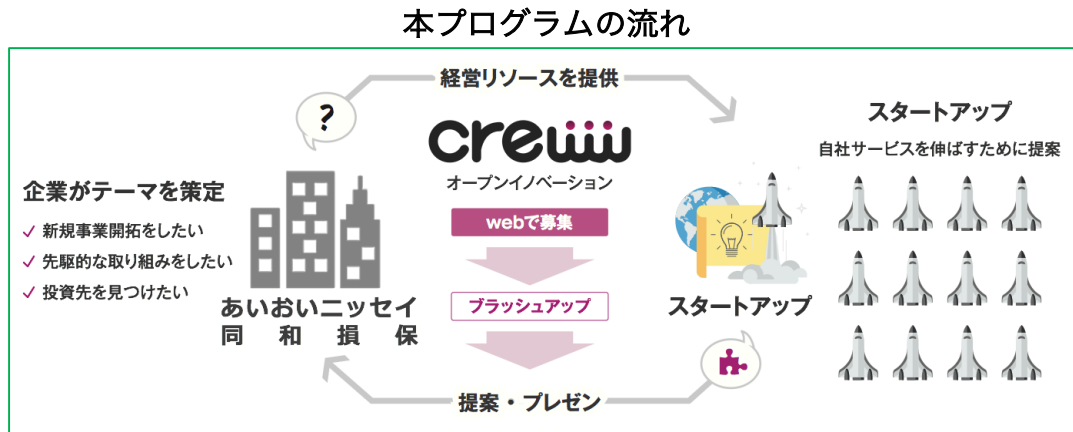 本プログラムの流れ
経営リソースを提供
?
creww
オープンイノベーション
webで募集
ブラッシュアップ
提案・プレゼン
企業がテーマを策定
✓ 新規事業開拓をしたい
✓ 先駆的な取り組みをしたい
✓ 投資先を見つけたい
あいおいニッセイ
同和損保
スタートアップ
スタートアップ
自社サービスを伸ばすために提案